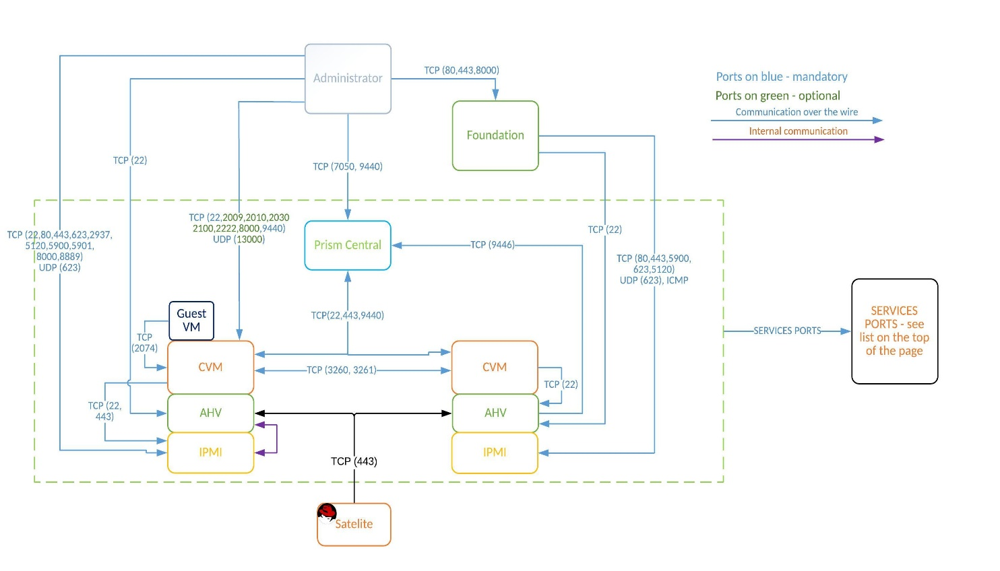 Administrator
TCP (80,443,8000)
Ports on blue - mandatory
Ports on green - optional
Communication over the wire
Internal communication
Foundation
TCP (22)
TCP (7050, 9440)
TCP (22,2009,2010,2030
2100,2222,8000,9440)
UDP (13000)
TCP (22,80,443,623,2937,
5120,5900,5901,
8000,8889)
UDP (623)
Prism Central
TCP (9446)
TCP (22)
TCP (80,443,5900,
623,5120)
UDP (623), ICMP
Guest
VM
TCP
(2074)
TCP(22,443,9440)
SERVICES PORTS
SERVICES
PORTS - see
list on the top
of the page
CVM
TCP (3260, 3261)
CVM
TCP (22)
TCP (22,
443)
AHV
AHV
IPMI
IPMI
TCP (443)
Satelite